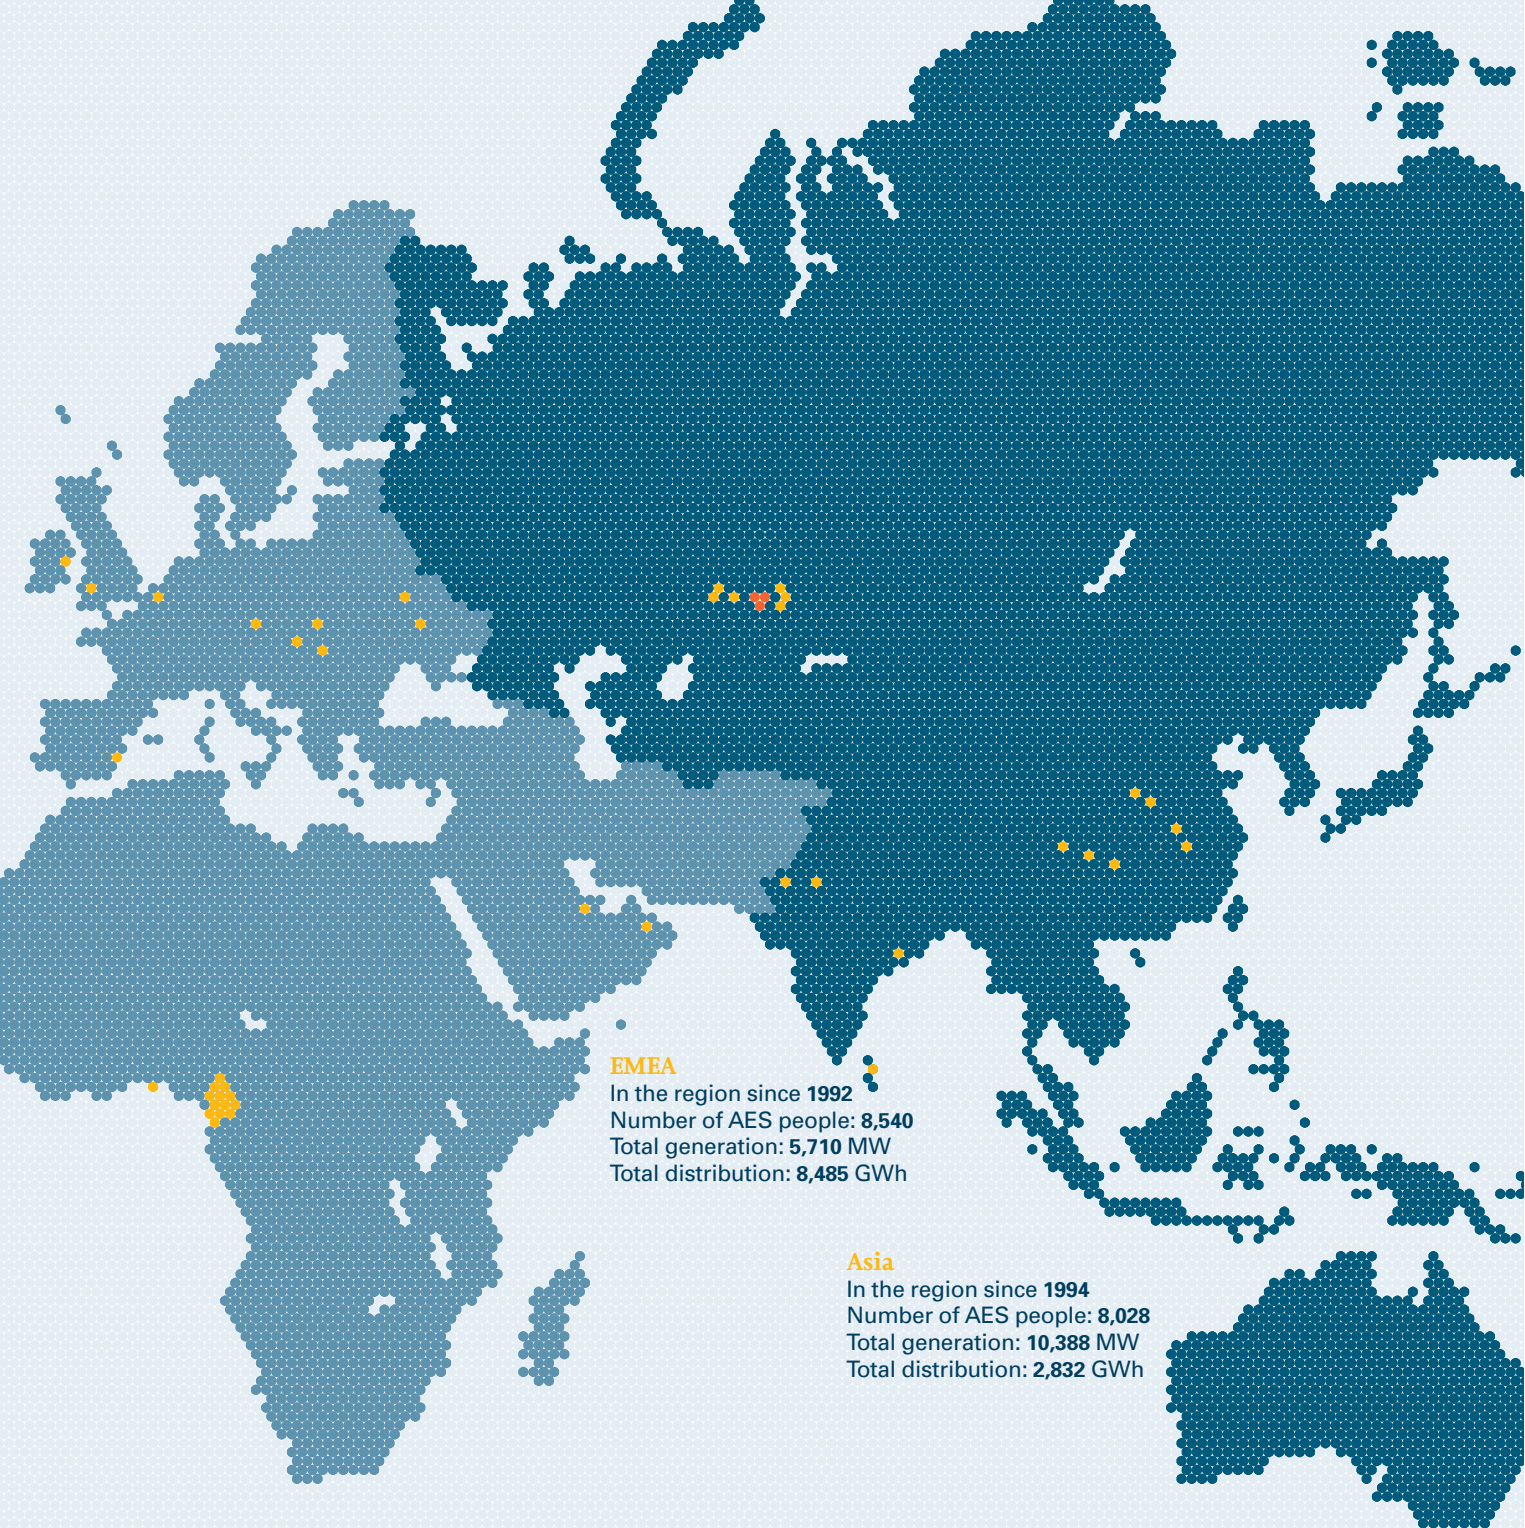 EMEA
In the region since 1992
Number of AES people: 8,540
Total generation: 5,710 MW
Total distribution: 8,485 GWh
Asia
In the region since 1994
Number of AES people: 8,028
Total generation: 10,388 MW
Total distribution: 2,832 GWh